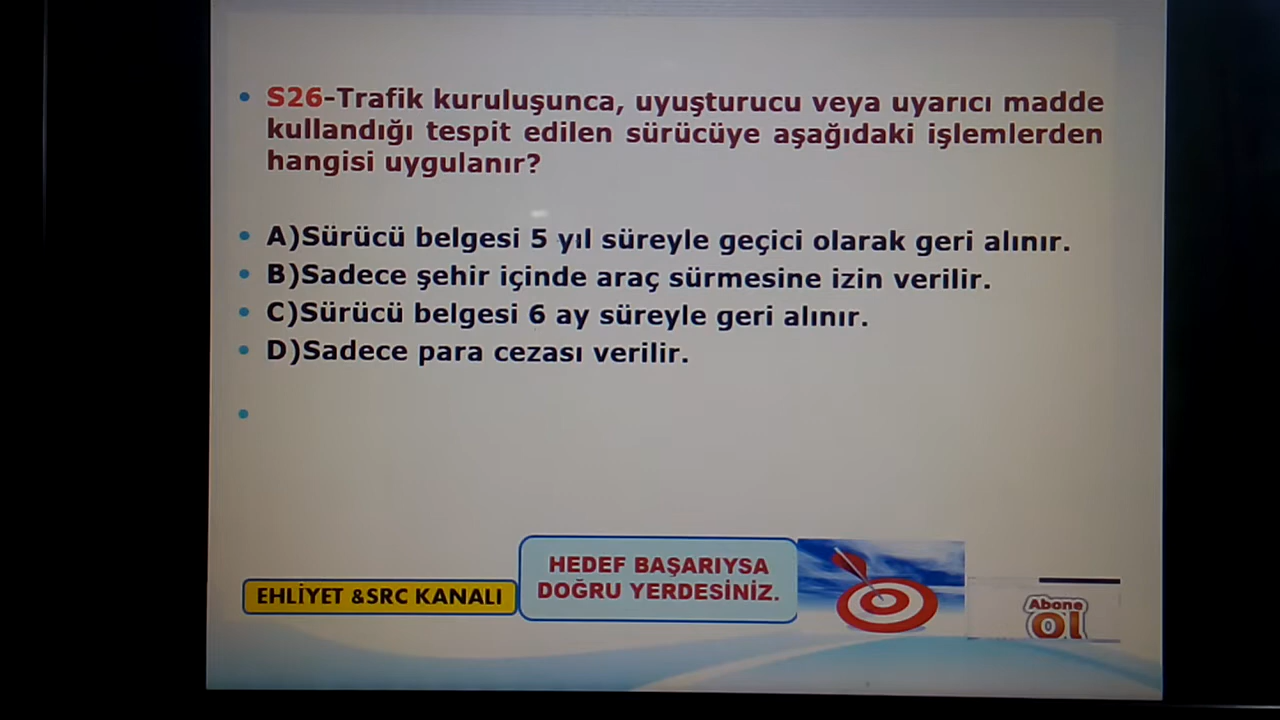 S26-Trafik kuruluşunca, uyuşturucu veya uyarıcı madde
kullandığı tespit edilen sürücüye aşağıdaki işlemlerden
hangisi uygulanır?
A)Sürücü belgesi 5 yıl süreyle geçici olarak geri alınır.
B)Sadece şehir içinde araç sürmesine izin verilir.
C)Sürücü belgesi 6 ay süreyle geri alınır.
D)Sadece para cezası verilir.
HEDEF BAŞARIYSA
DOĞRU YERDESİNİZ.
EHLİYET &SRC KANALI
Abone
Ol